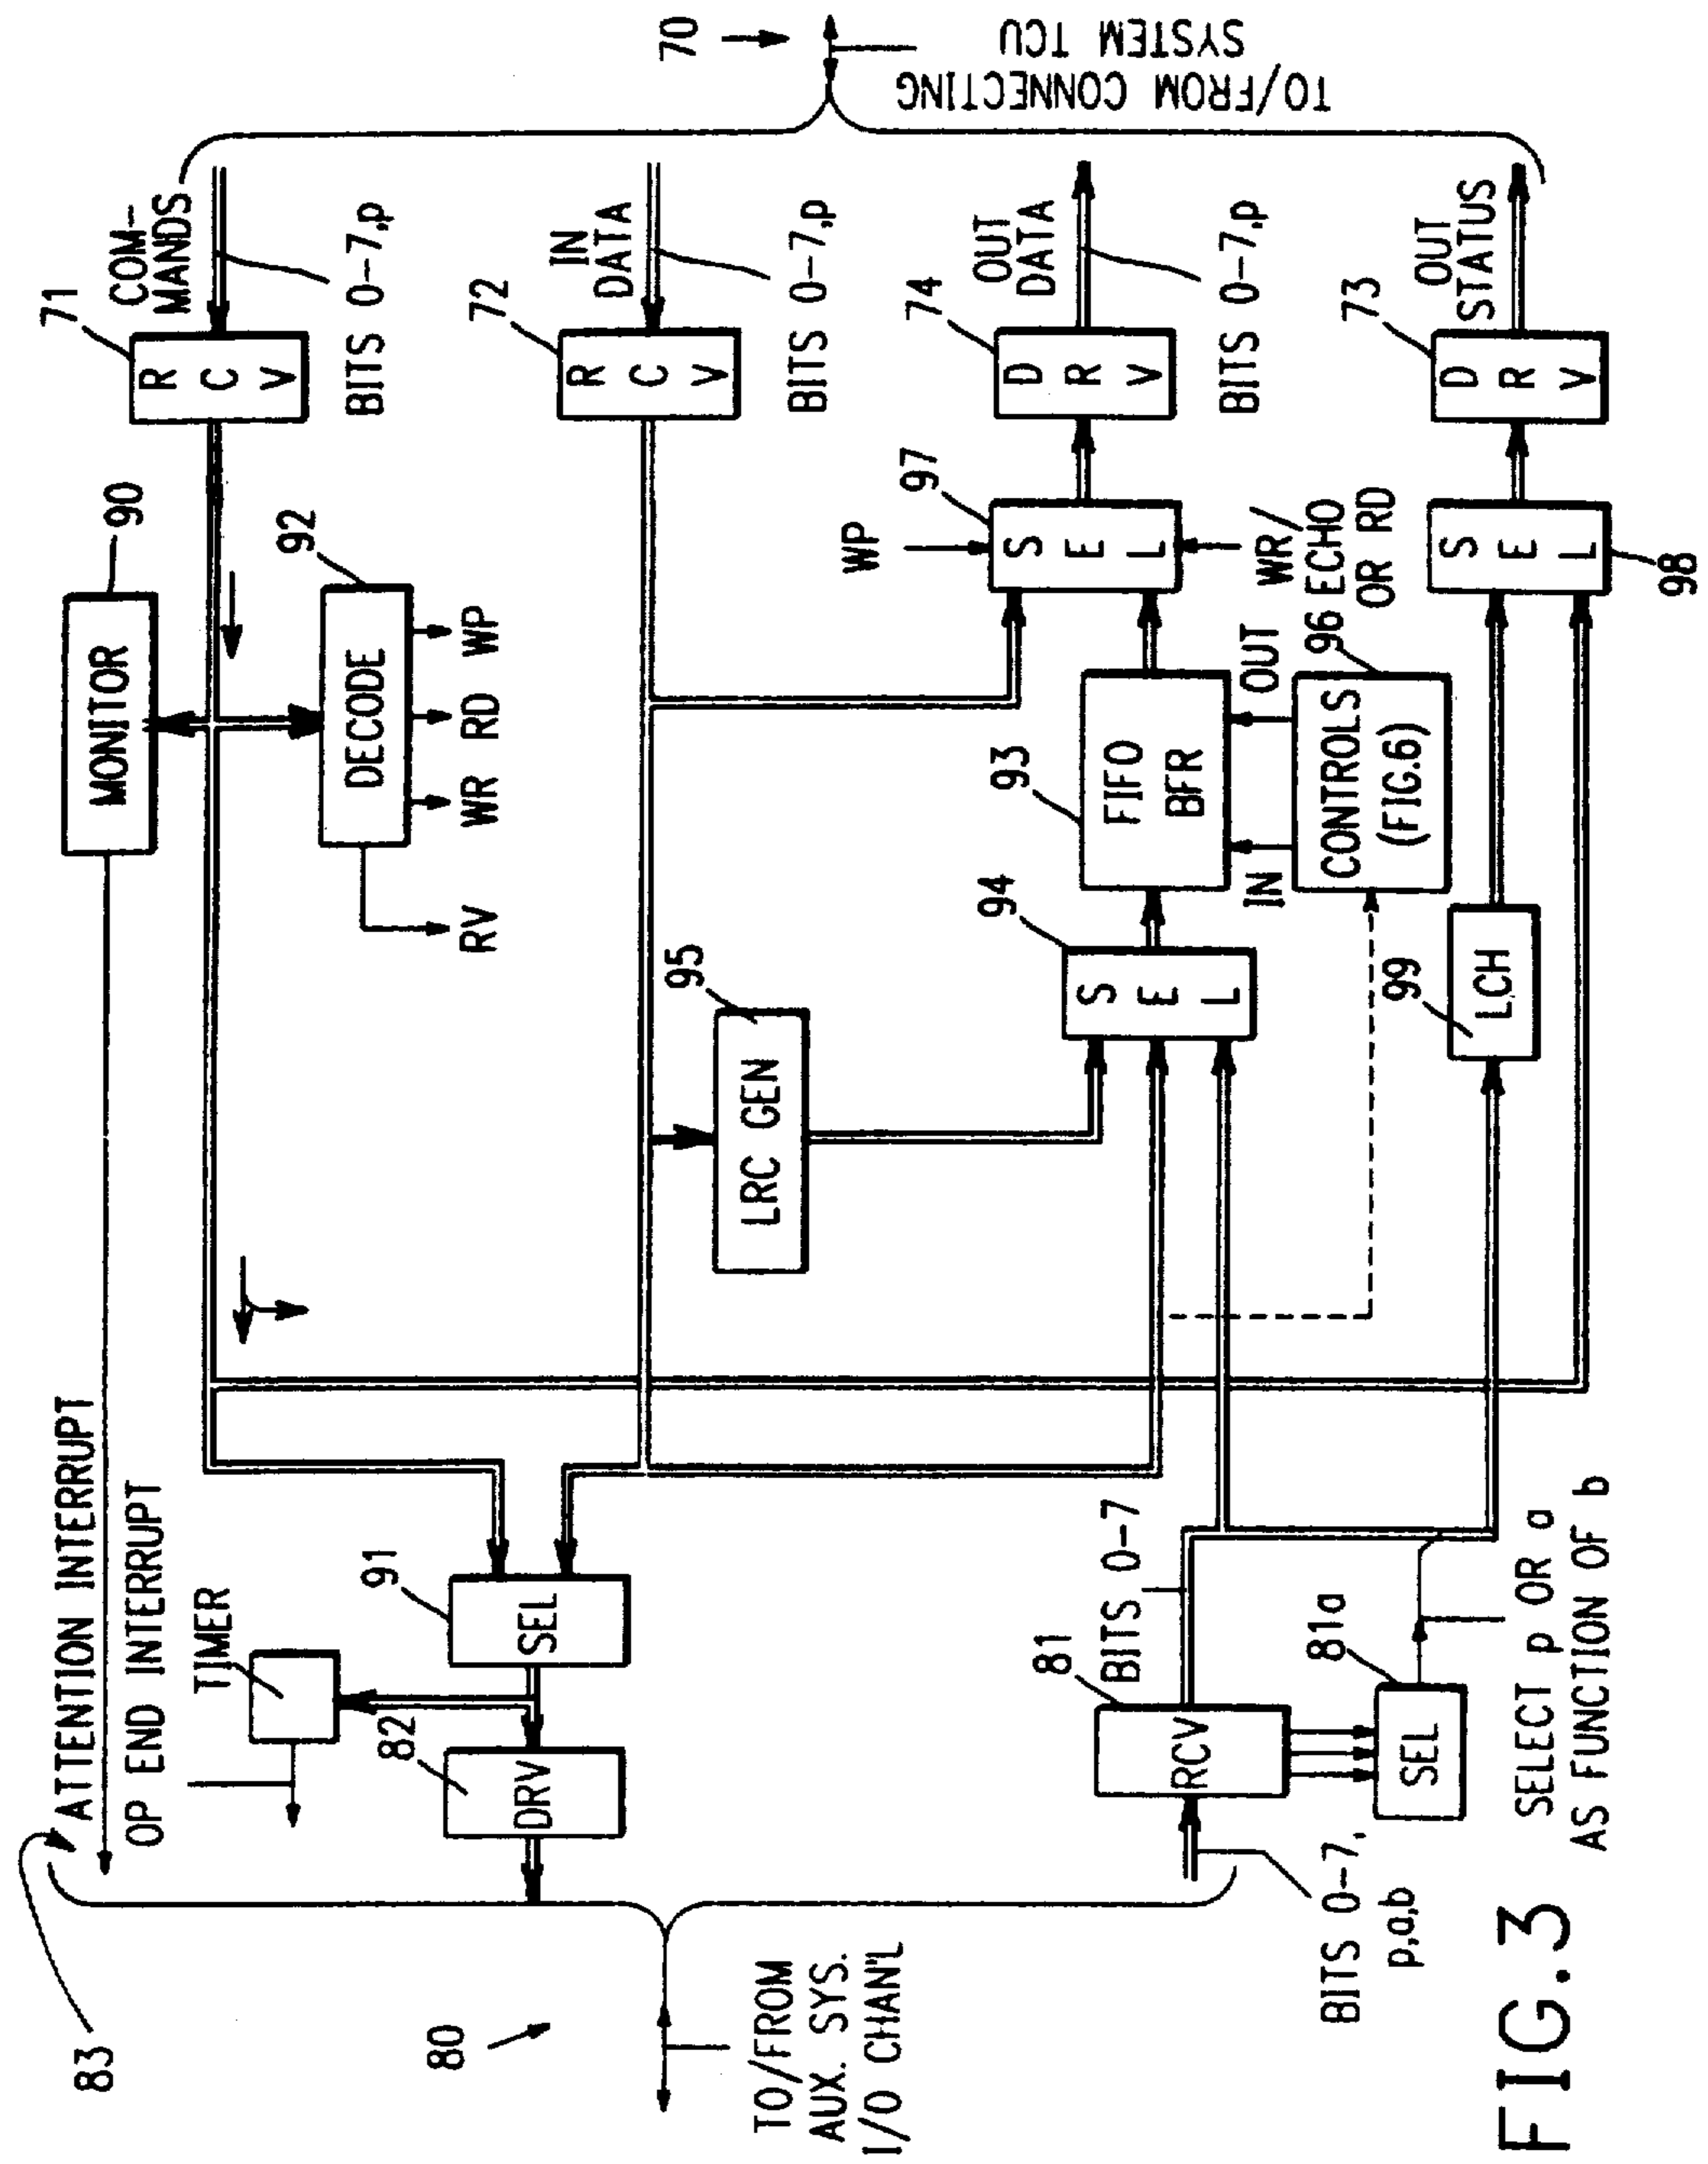 83
ATTENTION INTERRUPT
OP END INTERRUPT
TIMER
MONITOR
90
71
COM-
MANDS
R
C
V
BITS 0-7,p
70
TO/FROM CONNECTING
SYSTEM TCU
92
DECODE
RV
WR
RD
WP
80
TO/FROM
AUX. SYS.
I/O CHAN'L
82
DRV
91
SEL
72
IN
DATA
R
C
V
BITS 0-7,p
95
LRC GEN
94
S
E
L
93
FIFO
BFR
IN
OUT
CONTROLS
(FIG.6)
96
WP
97
S
E
L
WR/
ECHO
OR RD
74
OUT
DATA
D
R
V
BITS 0-7,p
81
RCV
BITS 0-7
BITS 0-7,
p,a,b
81a
SEL
SELECT p OR a
AS FUNCTION OF b
99
LCH
S
E
L
98
73
OUT
STATUS
D
R
V
FIG.3